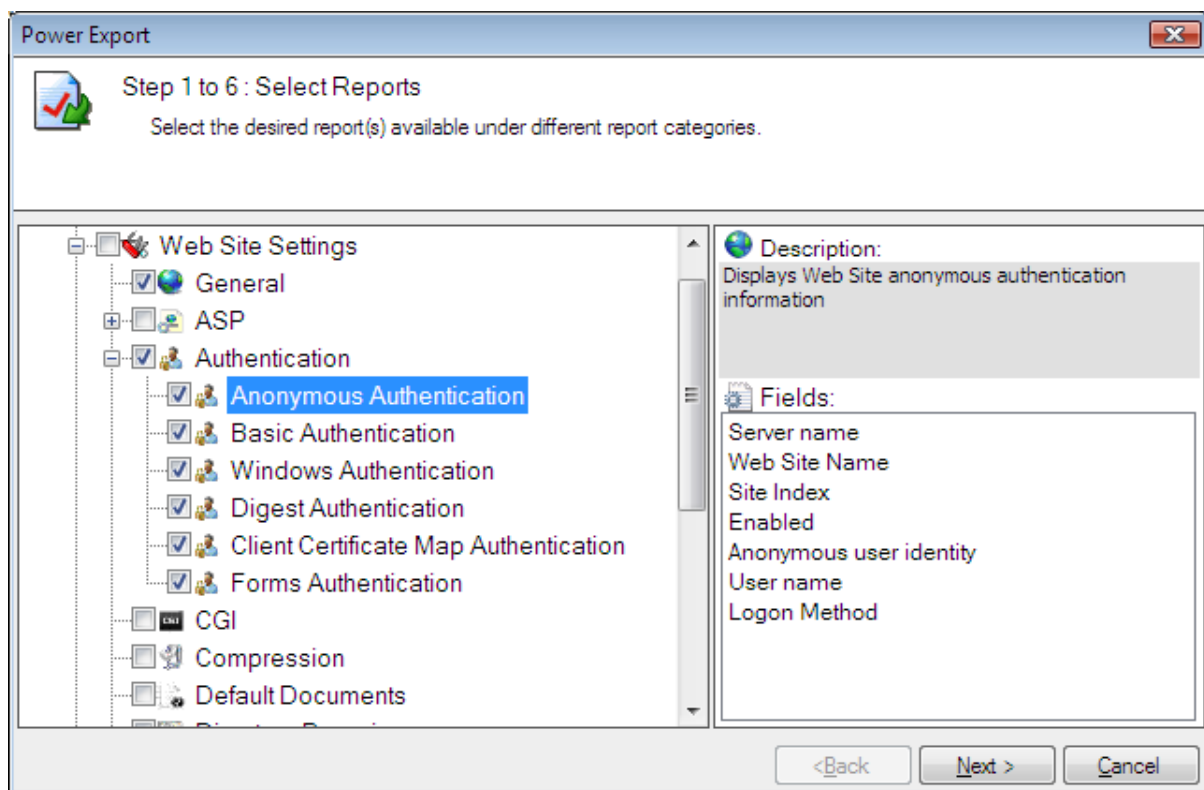 Power Export
Step 1 to 6 : Select Reports
Select the desired report(s) available under different report categories.
Web Site Settings
General
ASP
Authentication
Anonymous Authentication
Basic Authentication
Windows Authentication
Digest Authentication
Client Certificate Map Authentication
Forms Authentication
CGI
Compression
Default Documents
Description:
Displays Web Site anonymous authentication
information
Fields:
Server name
Web Site Name
Site Index
Enabled
Anonymous user identity
User name
Logon Method
<Back
Next >
Cancel